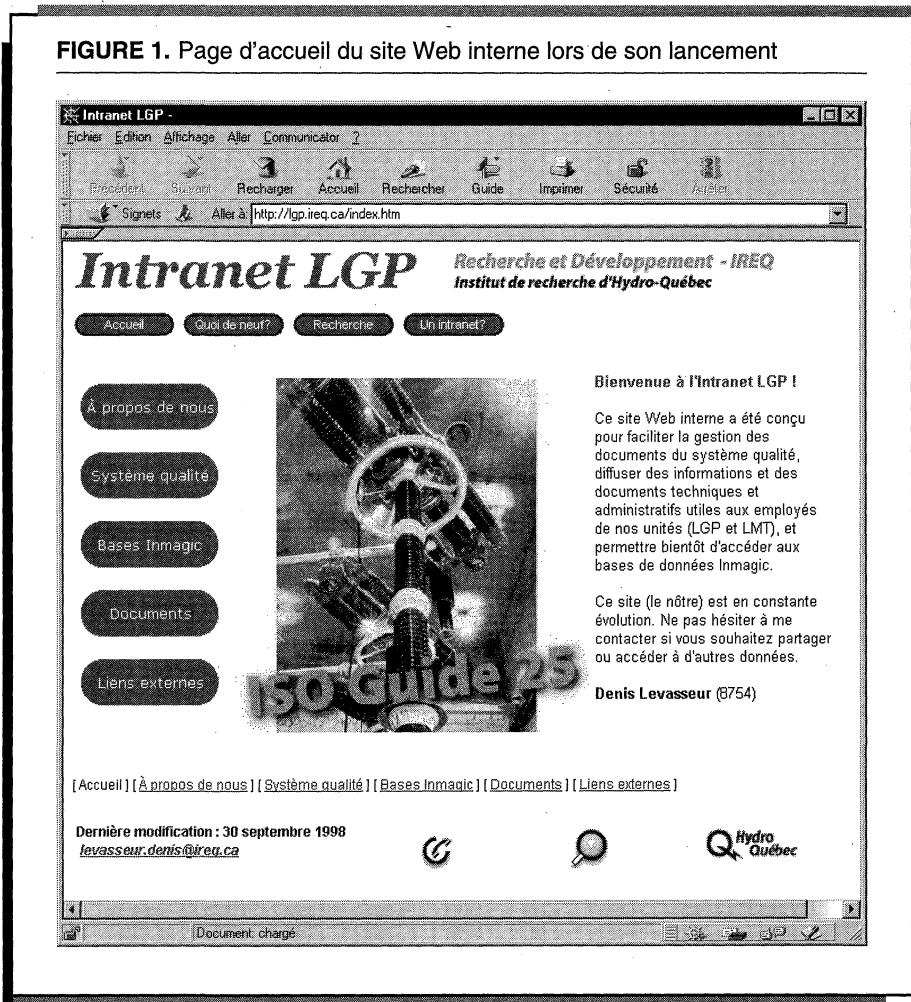 FIGURE 1. Page d'accueil du site Web interne lors de son lancement
Intranet LGP -
Fichier Edition Affichage Aller Communicator ?
Précédent Suivant Recharger Accueil Rechercher Guide Imprimer Sécurité Arrêter
Signets Aller à: http://lgp.ireq.ca/index.htm
Intranet LGP
Recherche et Développement - IREQ
Institut de recherche d'Hydro-Québec
Accueil Quoi de neuf? Recherche Un intranet?
À propos de nous
Système qualité
Bases Inmagic
Documents
Liens externes
ISO Guide 25
Bienvenue à l'Intranet LGP !
Ce site Web interne a été conçu
pour faciliter la gestion des
documents du système qualité,
diffuser des informations et des
documents techniques et
administratifs utiles aux employés
de nos unités (LGP et LMT), et
permettre bientôt d'accéder aux
bases de données Inmagic.
Ce site (le nôtre) est en constante
évolution. Ne pas hésiter à me
contacter si vous souhaitez partager
ou accéder à d'autres données.
Denis Levasseur (8754)
[ Accueil ] [ À propos de nous ] [ Système qualité ] [ Bases Inmagic ] [ Documents ] [ Liens externes ]
Dernière modification : 30 septembre 1998
levasseur.denis@ireq.ca
Hydro
Québec
Document: chargé